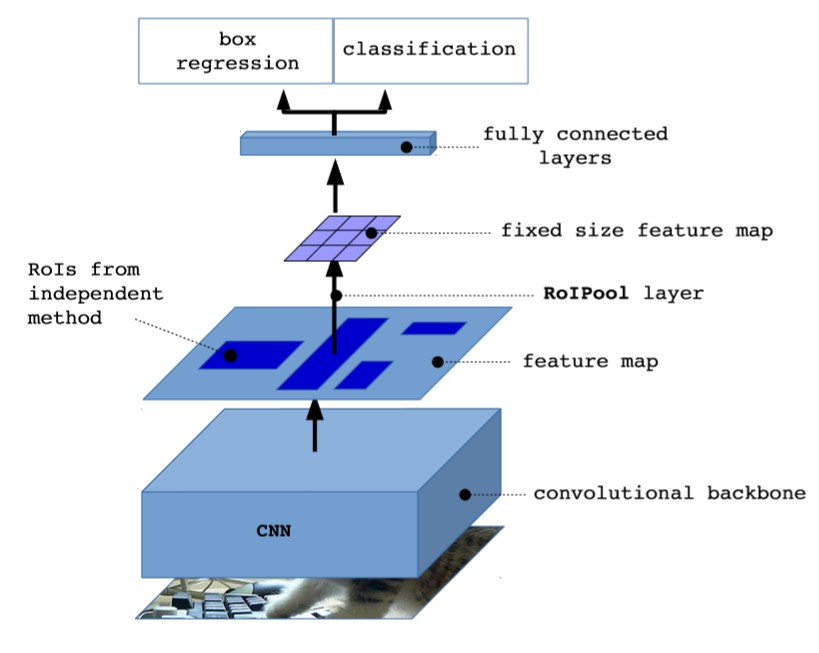 box
regression
classification
fully connected
layers
fixed size feature map
RoIs from
independent
method
RoIPool layer
feature map
convolutional backbone
CNN